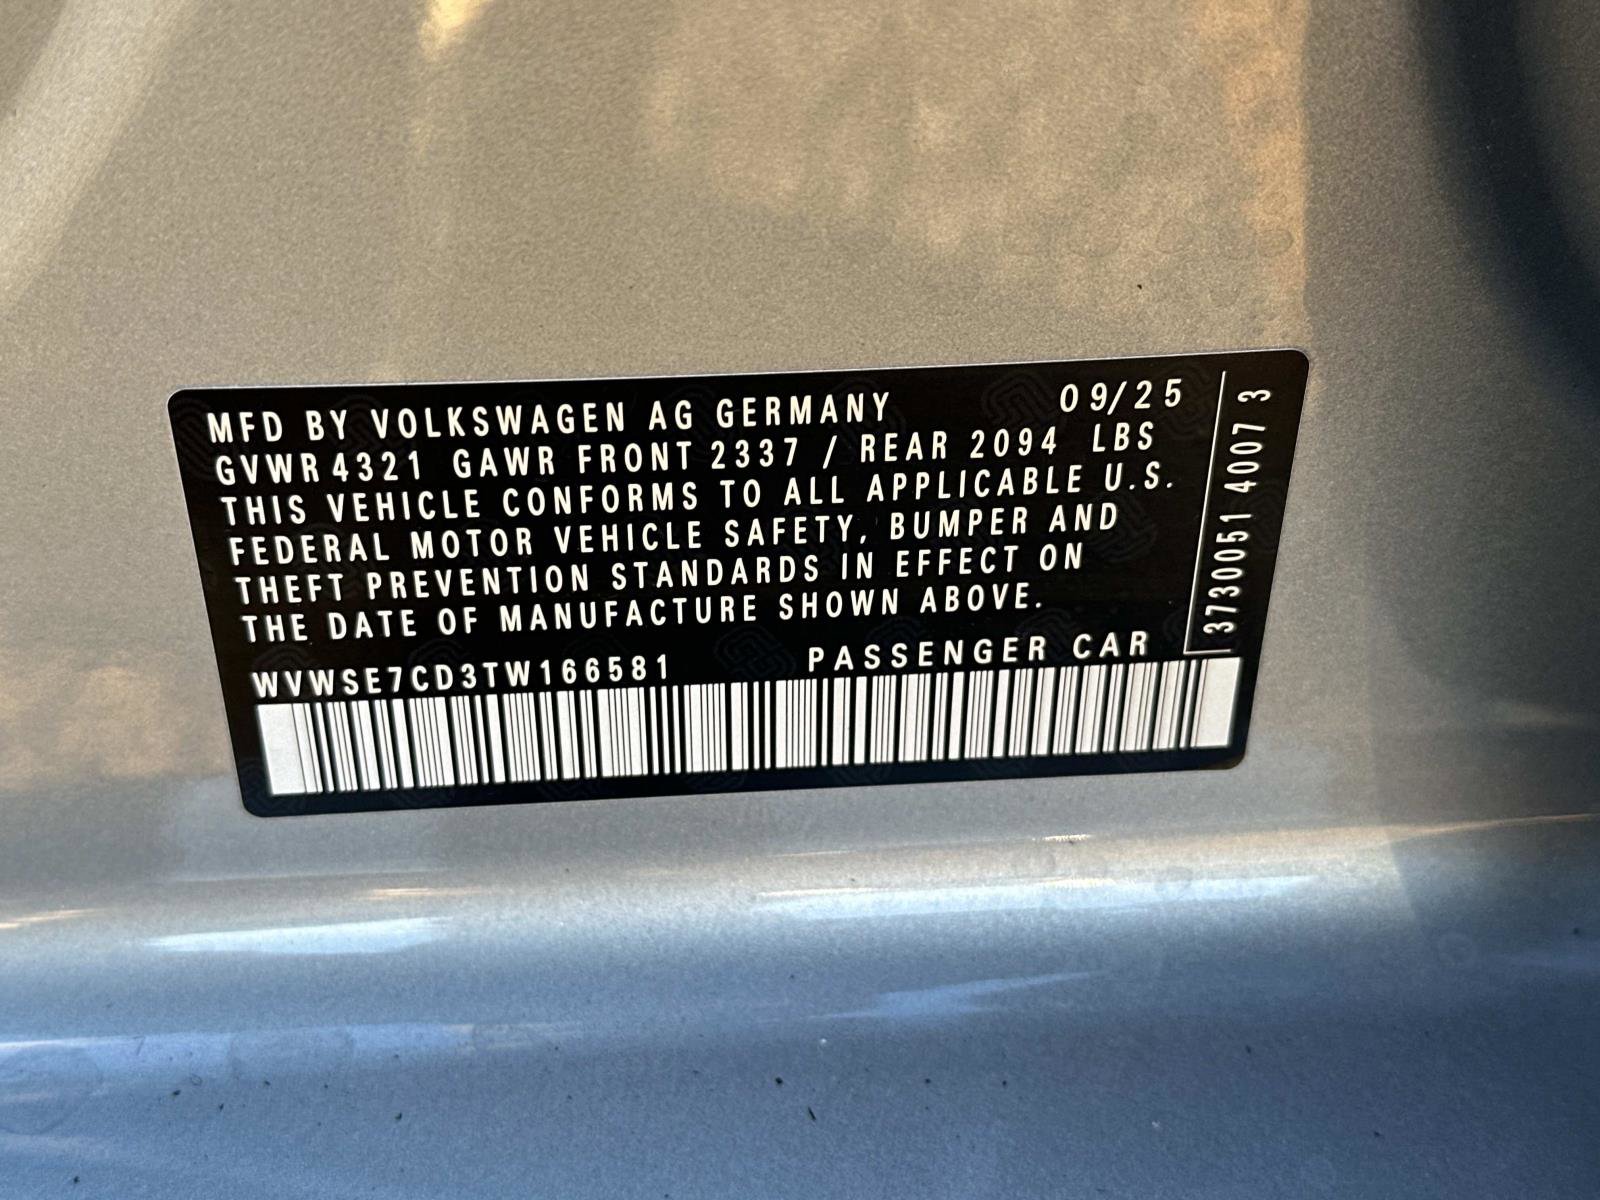 MFD BY VOLKSWAGEN AG GERMANY 09/25
GVWR 4321 GAWR FRONT 2337 / REAR 2094 LBS
THIS VEHICLE CONFORMS TO ALL APPLICABLE U.S.
FEDERAL MOTOR VEHICLE SAFETY, BUMPER AND
THEFT PREVENTION STANDARDS IN EFFECT ON
THE DATE OF MANUFACTURE SHOWN ABOVE.
WVWSE7CD3TW166581 PASSENGER CAR
3730051 4007 3